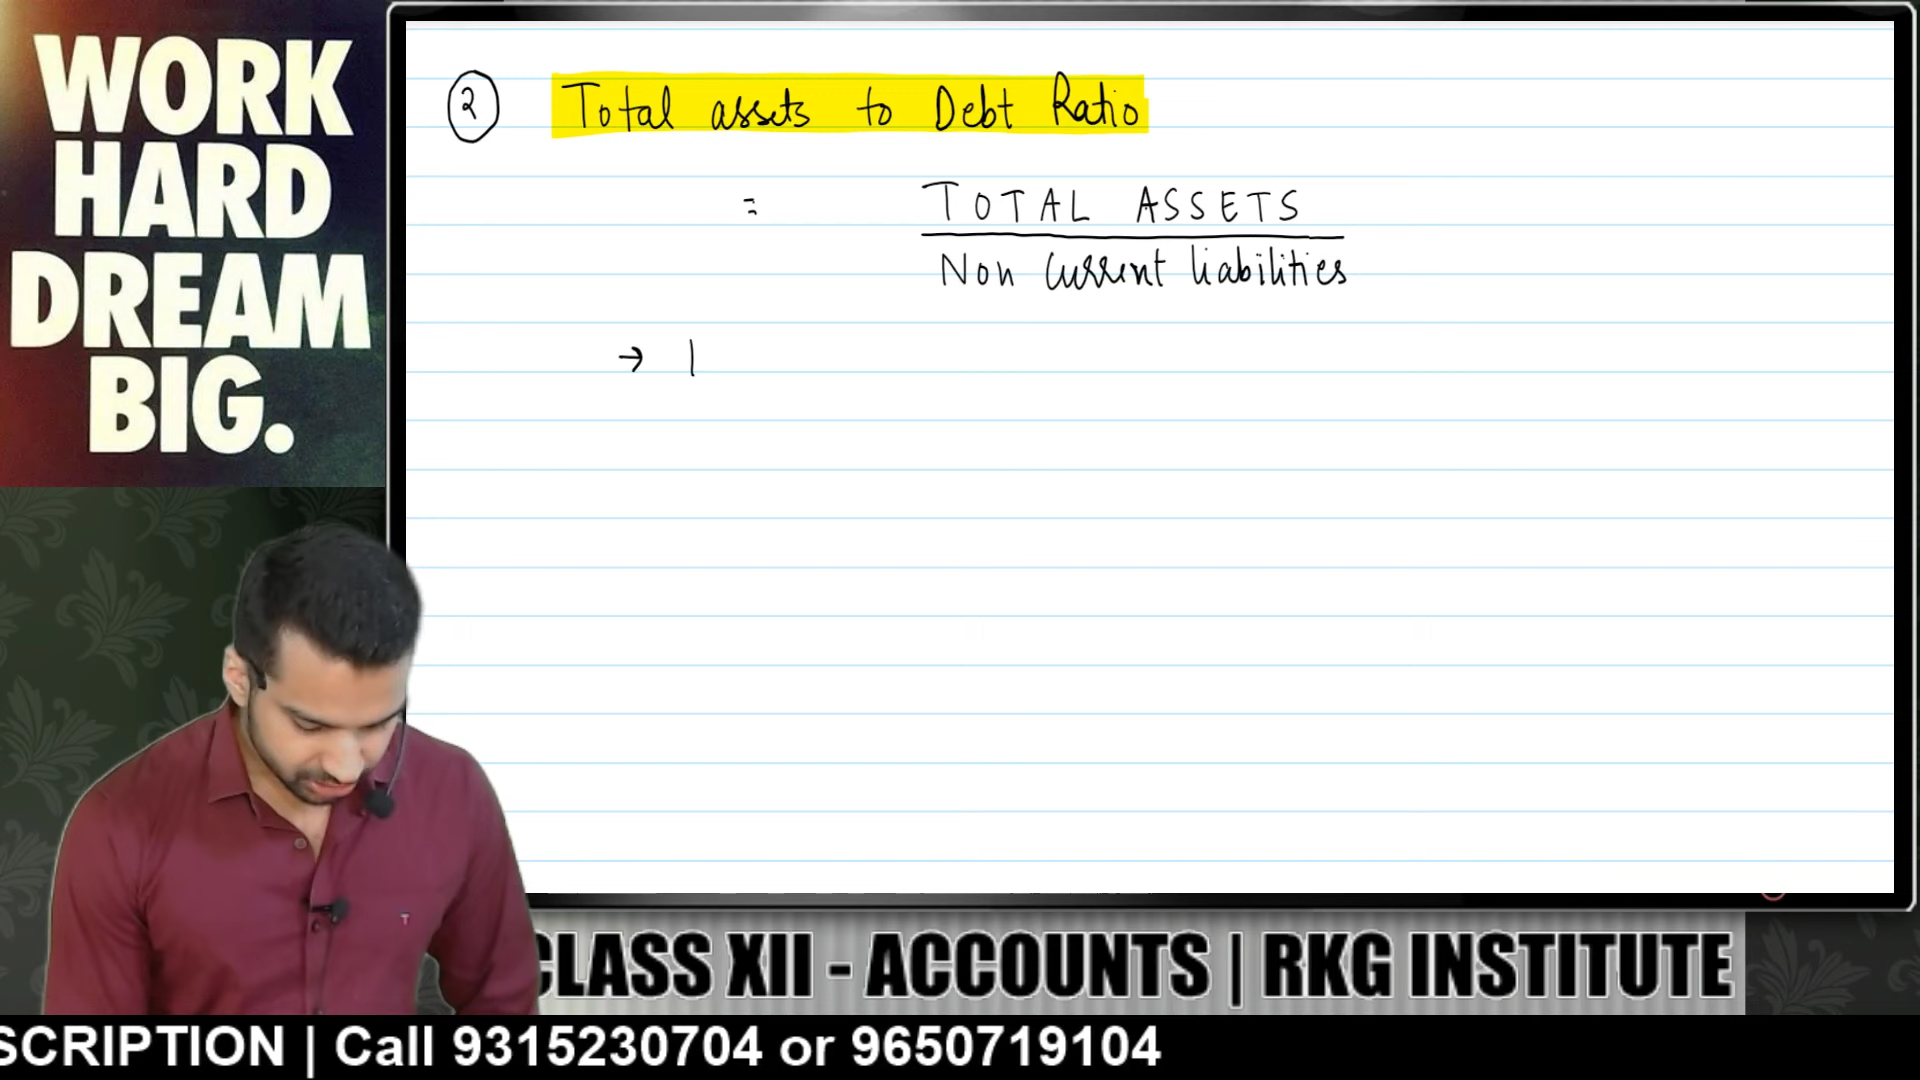 WORK
HARD
DREAM
BIG.
2 Total assets to Debt Ratio
= TOTAL ASSETS
Non Current liabilities
→ |
T
CLASS XII - ACCOUNTS | RKG INSTITUTE
SCRIPTION | Call 9315230704 or 9650719104